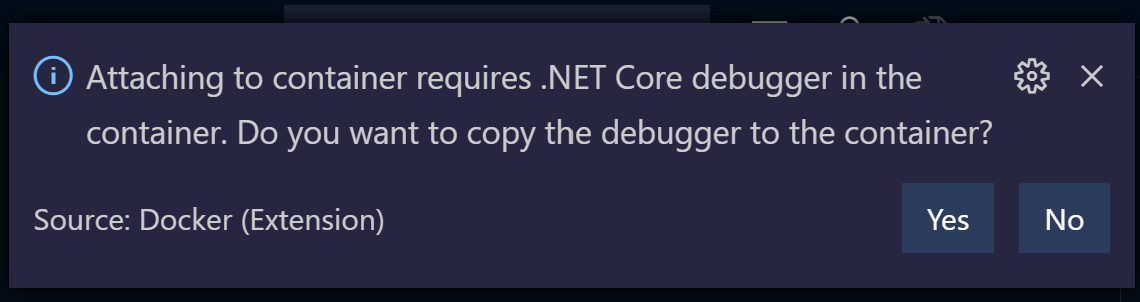 Attaching to container requires .NET Core debugger in the
container. Do you want to copy the debugger to the container?
Source: Docker (Extension)
Yes
No